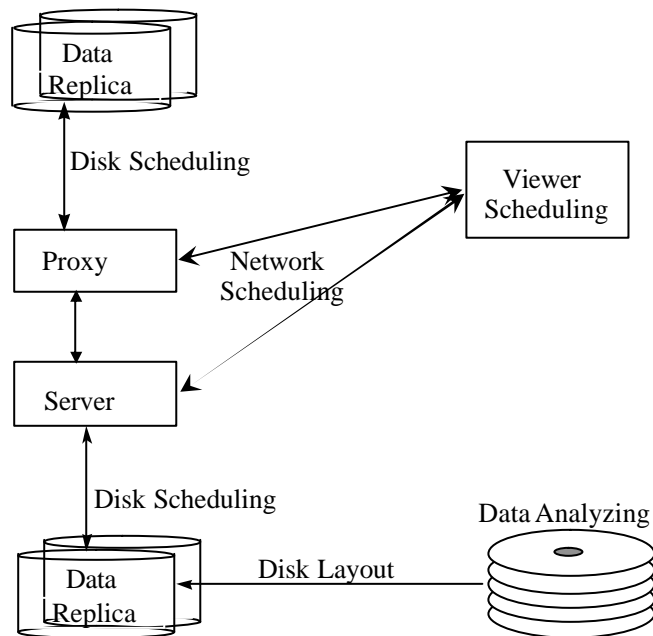 Data
Replica
Disk Scheduling
Viewer
Scheduling
Proxy
Network
Scheduling
Server
Disk Scheduling
Data Analyzing
Disk Layout
Data
Replica